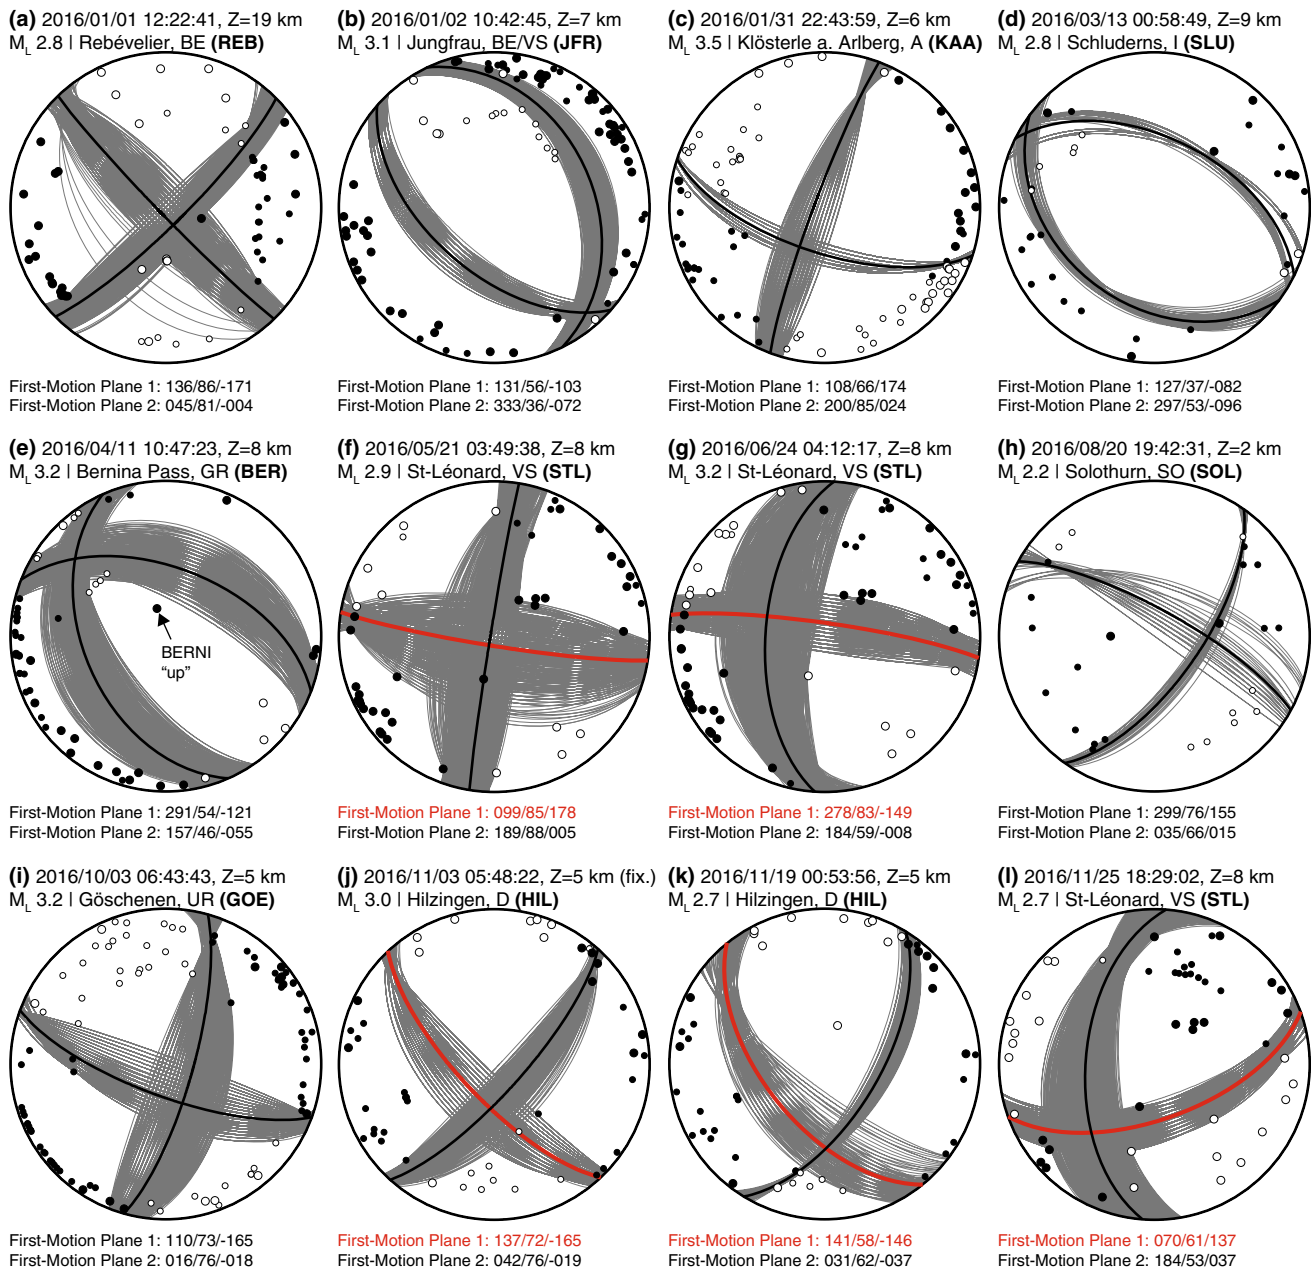 (a) 2016/01/01 12:22:41, Z=19 km
ML 2.8 | Rebévelier, BE (REB)
First-Motion Plane 1: 136/86/-171
First-Motion Plane 2: 045/81/-004
(b) 2016/01/02 10:42:45, Z=7 km
ML 3.1 | Jungfrau, BE/VS (JFR)
First-Motion Plane 1: 131/56/-103
First-Motion Plane 2: 333/36/-072
(c) 2016/01/31 22:43:59, Z=6 km
ML 3.5 | Klösterle a. Arlberg, A (KAA)
First-Motion Plane 1: 108/66/174
First-Motion Plane 2: 200/85/024
(d) 2016/03/13 00:58:49, Z=9 km
ML 2.8 | Schluderns, I (SLU)
First-Motion Plane 1: 127/37/-082
First-Motion Plane 2: 297/53/-096
(e) 2016/04/11 10:47:23, Z=8 km
ML 3.2 | Bernina Pass, GR (BER)
BERNI
“up”
First-Motion Plane 1: 291/54/-121
First-Motion Plane 2: 157/46/-055
(f) 2016/05/21 03:49:38, Z=8 km
ML 2.9 | St-Léonard, VS (STL)
First-Motion Plane 1: 099/85/178
First-Motion Plane 2: 189/88/005
(g) 2016/06/24 04:12:17, Z=8 km
ML 3.2 | St-Léonard, VS (STL)
First-Motion Plane 1: 278/83/-149
First-Motion Plane 2: 184/59/-008
(h) 2016/08/20 19:42:31, Z=2 km
ML 2.2 | Solothurn, SO (SOL)
First-Motion Plane 1: 299/76/155
First-Motion Plane 2: 035/66/015
(i) 2016/10/03 06:43:43, Z=5 km
ML 3.2 | Göschenen, UR (GOE)
First-Motion Plane 1: 110/73/-165
First-Motion Plane 2: 016/76/-018
(j) 2016/11/03 05:48:22, Z=5 km (fix.)
ML 3.0 | Hilzingen, D (HIL)
First-Motion Plane 1: 137/72/-165
First-Motion Plane 2: 042/76/-019
(k) 2016/11/19 00:53:56, Z=5 km
ML 2.7 | Hilzingen, D (HIL)
First-Motion Plane 1: 141/58/-146
First-Motion Plane 2: 031/62/-037
(l) 2016/11/25 18:29:02, Z=8 km
ML 2.7 | St-Léonard, VS (STL)
First-Motion Plane 1: 070/61/137
First-Motion Plane 2: 184/53/037